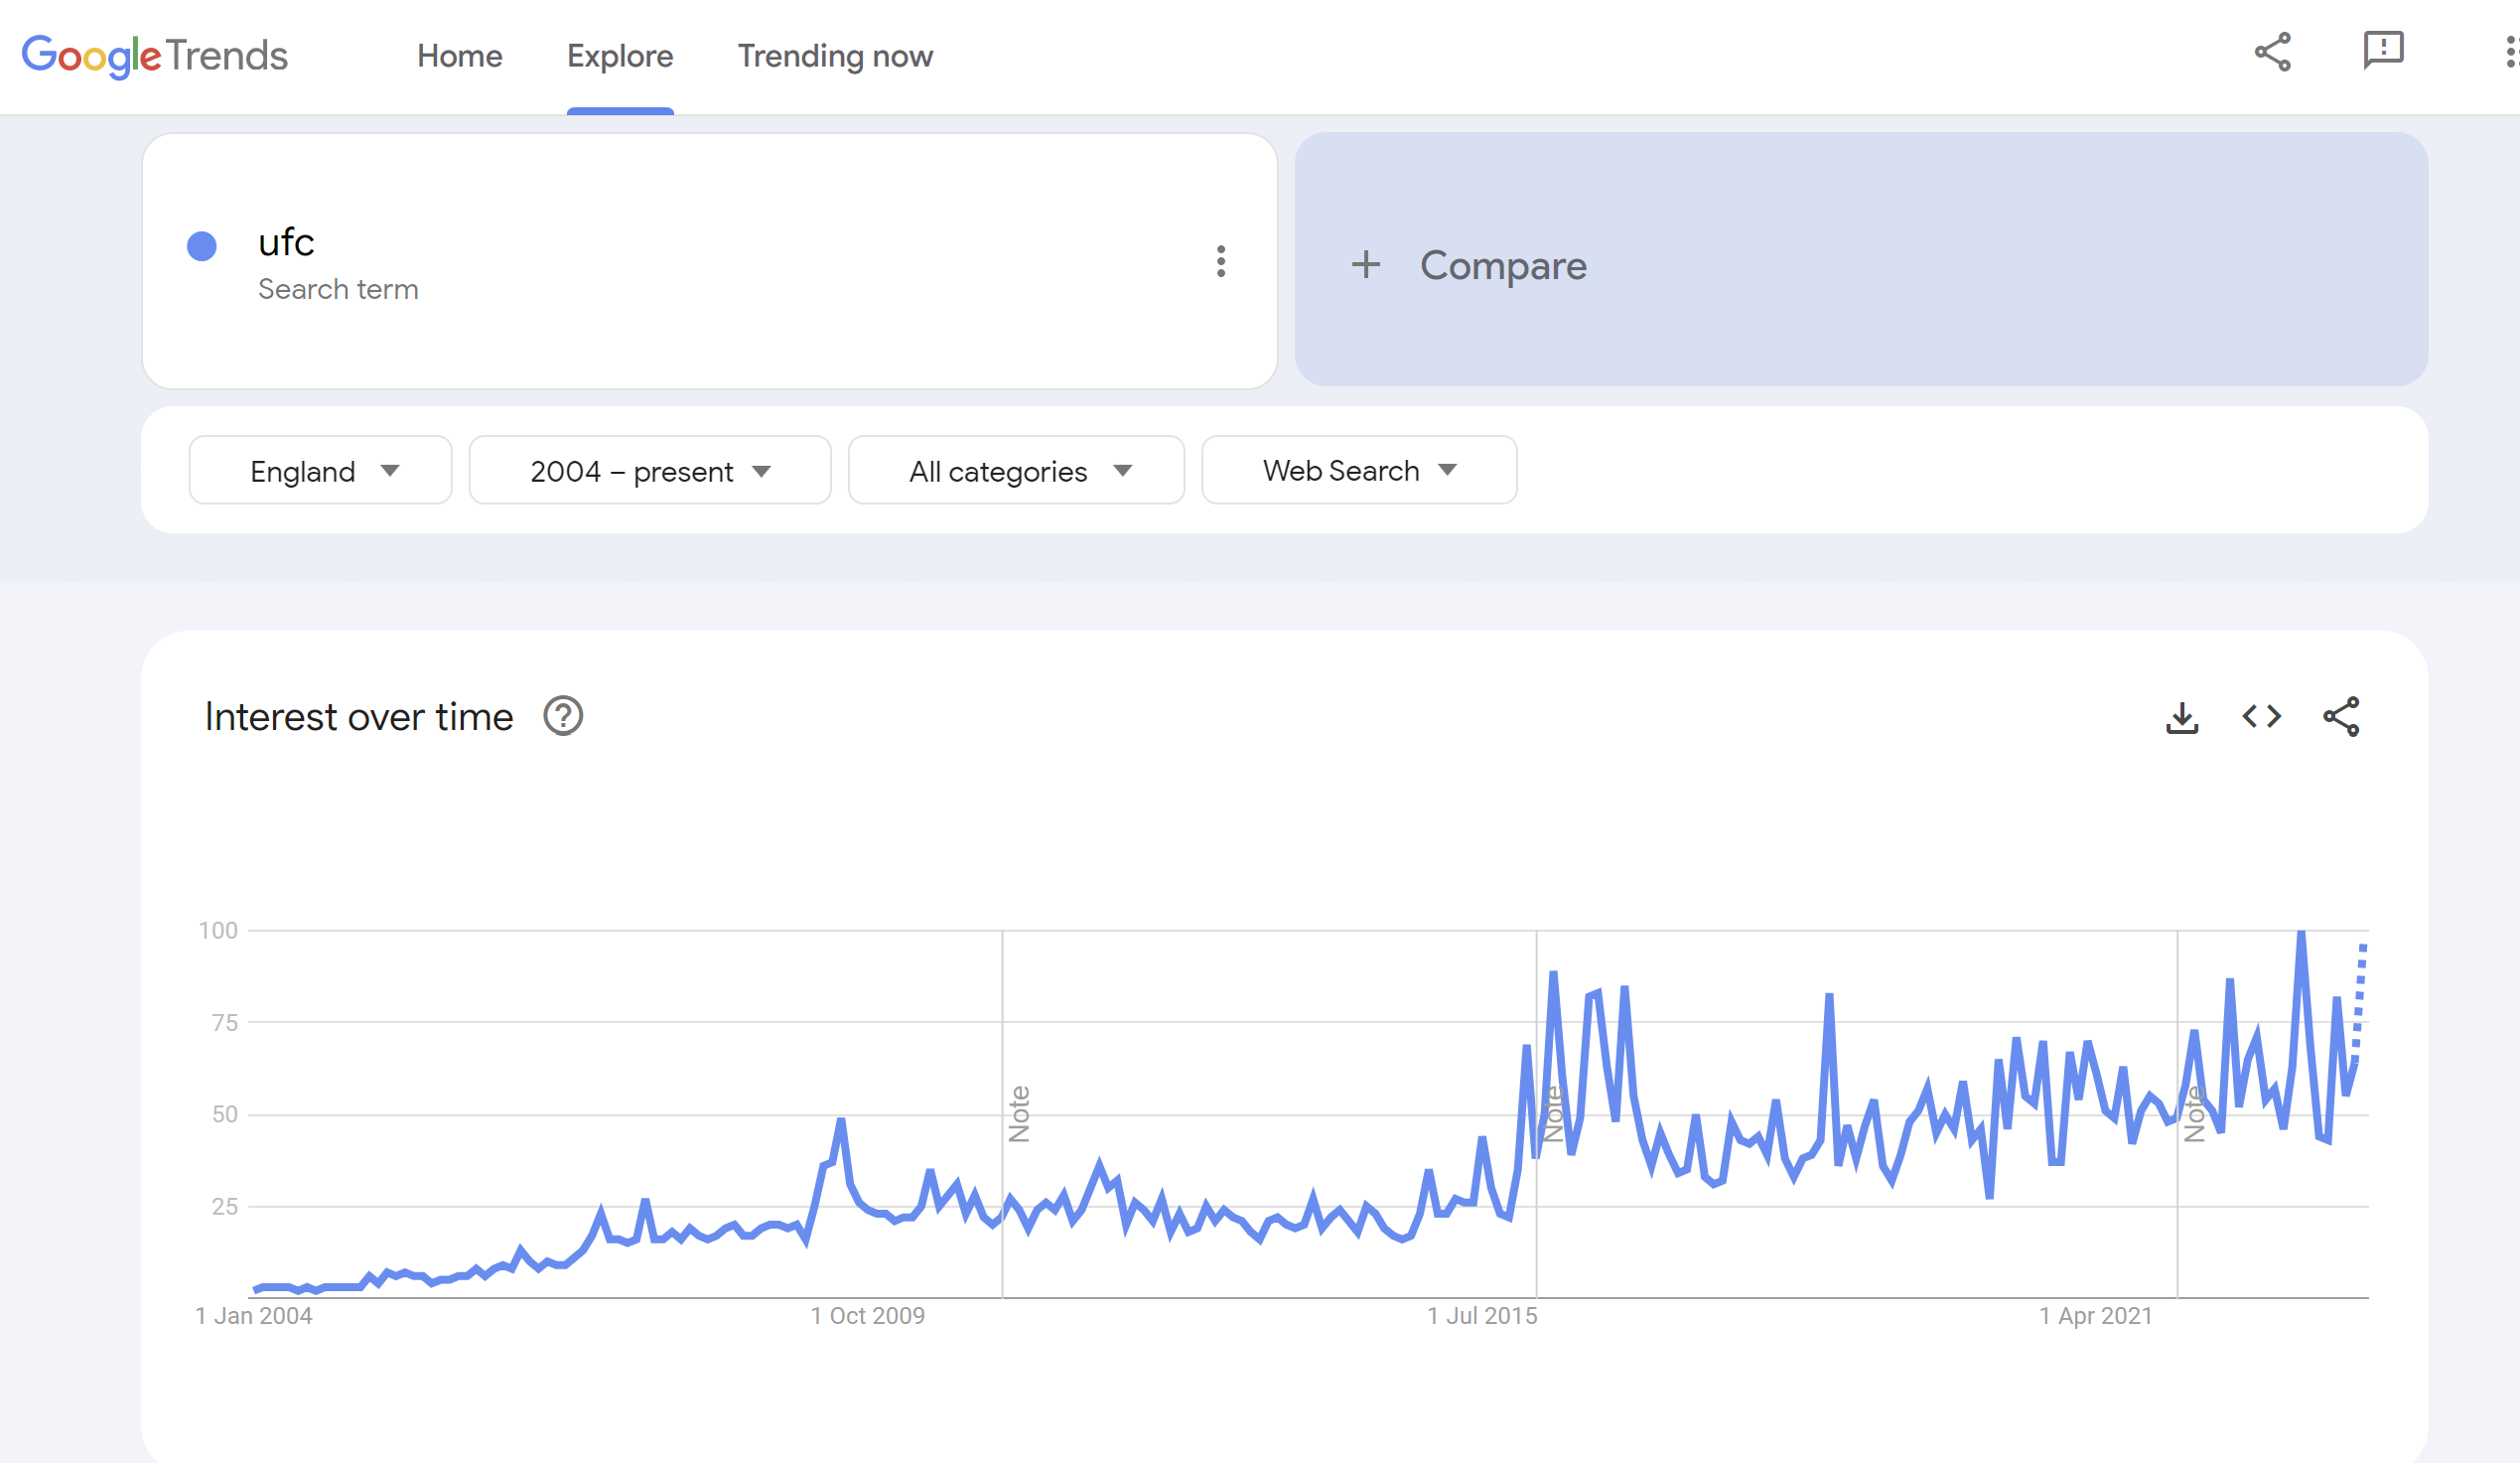 Google Trends Home Explore Trending now
ufc
Search term
+ Compare
England 2004 – present All categories Web Search
Interest over time
100
75
50
25
Note
Note
Note
1 Jan 2004 1 Oct 2009 1 Jul 2015 1 Apr 2021